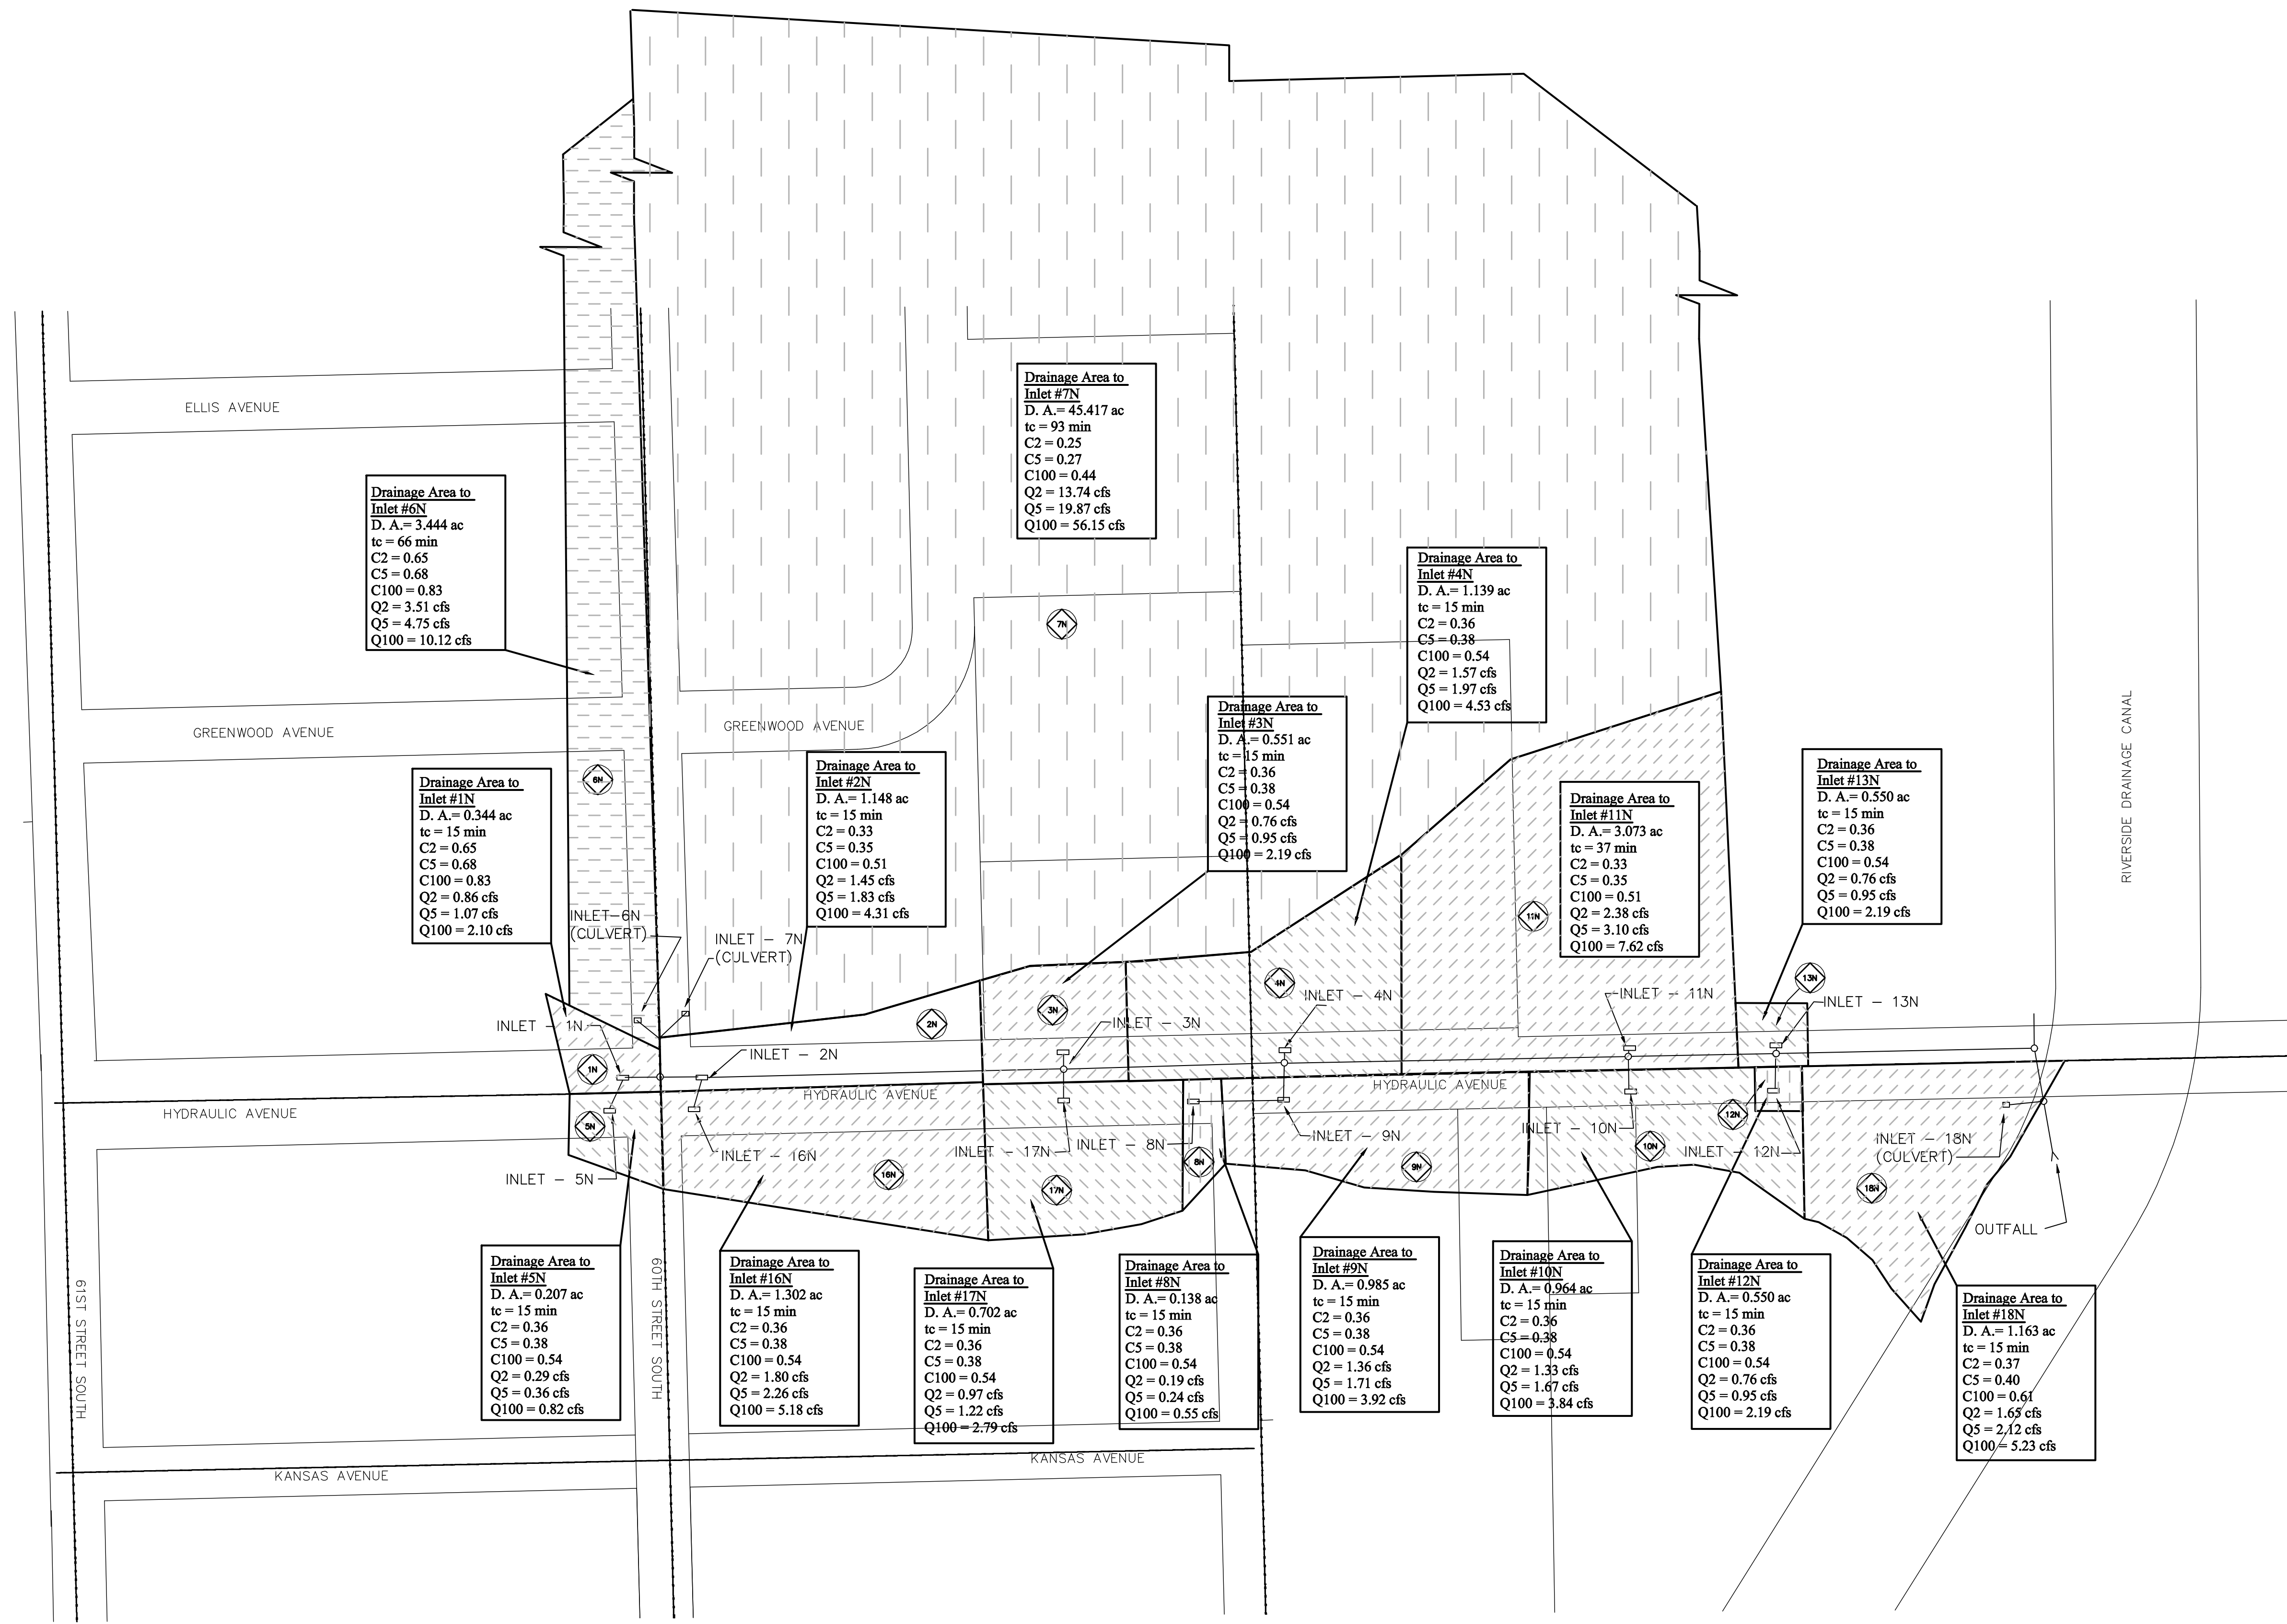 ELLIS AVENUE
Drainage Area to
Inlet #7N
D. A.= 45.417 ac
tc = 93 min
C2 = 0.25
C5 = 0.27
C100 = 0.44
Q2 = 13.74 cfs
Q5 = 19.87 cfs
Q100 = 56.15 cfs
Drainage Area to
Inlet #6N
D. A.= 3.444 ac
tc = 66 min
C2 = 0.65
C5 = 0.68
C100 = 0.83
Q2 = 3.51 cfs
Q5 = 4.75 cfs
Q100 = 10.12 cfs
Drainage Area to
Inlet #4N
D. A.= 1.139 ac
tc = 15 min
C2 = 0.36
C5 = 0.38
C100 = 0.54
Q2 = 1.57 cfs
Q5 = 1.97 cfs
Q100 = 4.53 cfs
7N
Drainage Area to
Inlet #3N
D. A.= 0.551 ac
tc = 15 min
C2 = 0.36
C5 = 0.38
C100 = 0.54
Q2 = 0.76 cfs
Q5 = 0.95 cfs
Q100 = 2.19 cfs
GREENWOOD AVENUE
GREENWOOD AVENUE
RIVERSIDE DRAINAGE CANAL
6N
Drainage Area to
Inlet #1N
D. A.= 0.344 ac
tc = 15 min
C2 = 0.65
C5 = 0.68
C100 = 0.83
Q2 = 0.86 cfs
Q5 = 1.07 cfs
Q100 = 2.10 cfs
Drainage Area to
Inlet #2N
D. A.= 1.148 ac
tc = 15 min
C2 = 0.33
C5 = 0.35
C100 = 0.51
Q2 = 1.45 cfs
Q5 = 1.83 cfs
Q100 = 4.31 cfs
Drainage Area to
Inlet #11N
D. A.= 3.073 ac
tc = 37 min
C2 = 0.33
C5 = 0.35
C100 = 0.51
Q2 = 2.38 cfs
Q5 = 3.10 cfs
Q100 = 7.62 cfs
Drainage Area to
Inlet #13N
D. A.= 0.550 ac
tc = 15 min
C2 = 0.36
C5 = 0.38
C100 = 0.54
Q2 = 0.76 cfs
Q5 = 0.95 cfs
Q100 = 2.19 cfs
INLET-6N
(CULVERT)
INLET - 7N
(CULVERT)
11N
13N
4N
3N
2N
INLET - 1N
INLET - 2N
INLET - 3N
INLET - 4N
INLET - 11N
INLET - 13N
1N
HYDRAULIC AVENUE
HYDRAULIC AVENUE
HYDRAULIC AVENUE
5N
16N
17N
8N
9N
10N
12N
18N
INLET - 5N
INLET - 16N
INLET - 17N
INLET - 8N
INLET - 9N
INLET - 10N
INLET - 12N
INLET - 18N
(CULVERT)
OUTFALL
61ST STREET SOUTH
60TH STREET SOUTH
Drainage Area to
Inlet #5N
D. A.= 0.207 ac
tc = 15 min
C2 = 0.36
C5 = 0.38
C100 = 0.54
Q2 = 0.29 cfs
Q5 = 0.36 cfs
Q100 = 0.82 cfs
Drainage Area to
Inlet #16N
D. A.= 1.302 ac
tc = 15 min
C2 = 0.36
C5 = 0.38
C100 = 0.54
Q2 = 1.80 cfs
Q5 = 2.26 cfs
Q100 = 5.18 cfs
Drainage Area to
Inlet #17N
D. A.= 0.702 ac
tc = 15 min
C2 = 0.36
C5 = 0.38
C100 = 0.54
Q2 = 0.97 cfs
Q5 = 1.22 cfs
Q100 = 2.79 cfs
Drainage Area to
Inlet #8N
D. A.= 0.138 ac
tc = 15 min
C2 = 0.36
C5 = 0.38
C100 = 0.54
Q2 = 0.19 cfs
Q5 = 0.24 cfs
Q100 = 0.55 cfs
Drainage Area to
Inlet #9N
D. A.= 0.985 ac
tc = 15 min
C2 = 0.36
C5 = 0.38
C100 = 0.54
Q2 = 1.36 cfs
Q5 = 1.71 cfs
Q100 = 3.92 cfs
Drainage Area to
Inlet #10N
D. A.= 0.964 ac
tc = 15 min
C2 = 0.36
C5 = 0.38
C100 = 0.54
Q2 = 1.33 cfs
Q5 = 1.67 cfs
Q100 = 3.84 cfs
Drainage Area to
Inlet #12N
D. A.= 0.550 ac
tc = 15 min
C2 = 0.36
C5 = 0.38
C100 = 0.54
Q2 = 0.76 cfs
Q5 = 0.95 cfs
Q100 = 2.19 cfs
Drainage Area to
Inlet #18N
D. A.= 1.163 ac
tc = 15 min
C2 = 0.37
C5 = 0.40
C100 = 0.61
Q2 = 1.65 cfs
Q5 = 2.12 cfs
Q100 = 5.23 cfs
KANSAS AVENUE
KANSAS AVENUE